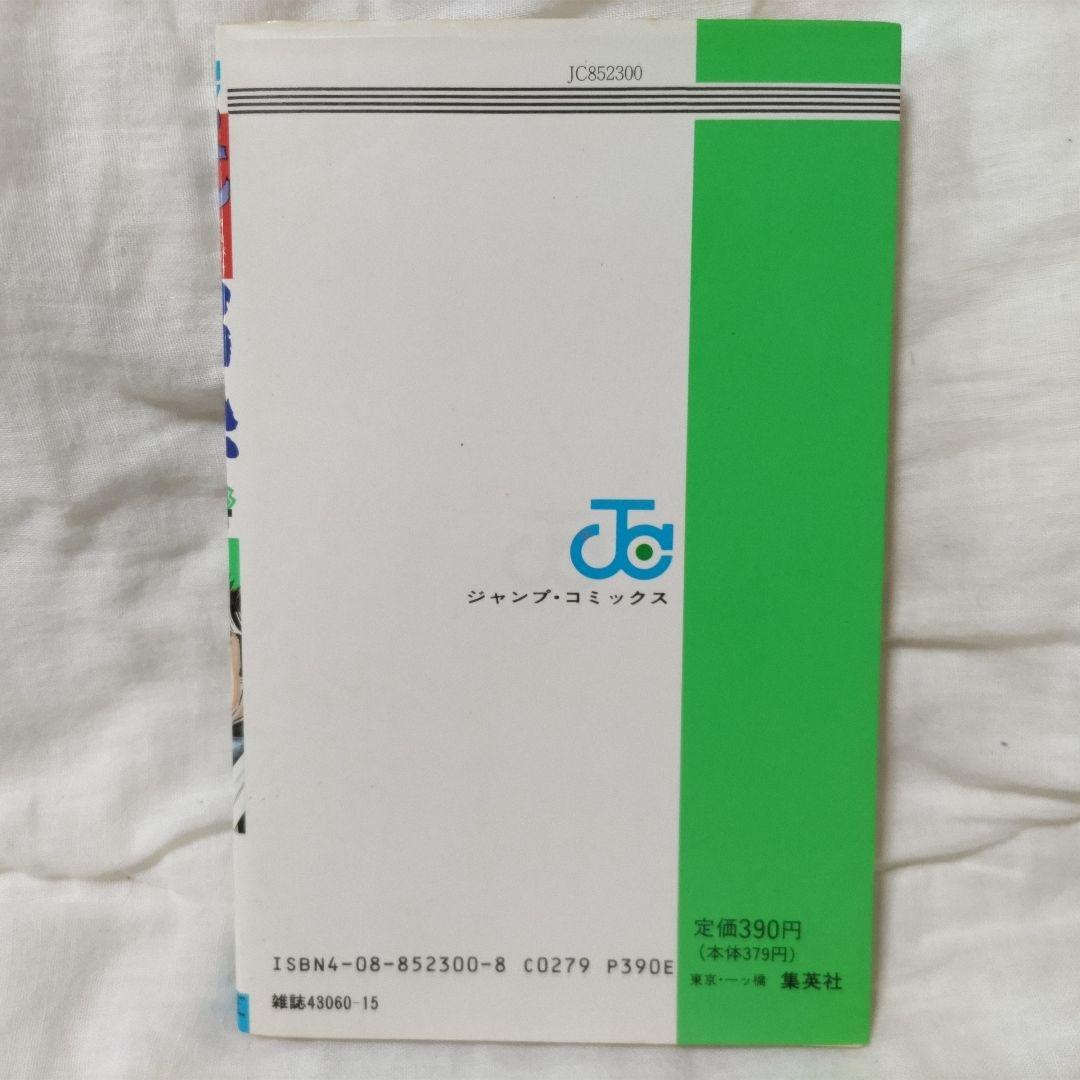 JC852300
JC
ジャンプ・コミックス
定価390円
(本体379円)
東京・一ッ橋 集英社
ISBN4-08-852300-8 C0279 P390E
雑誌43060-15